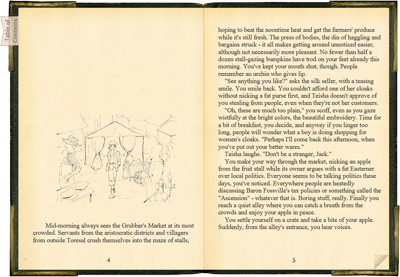 Table of
Contents
Mid-morning always sees the Grubber's Market at its most
crowded. Servants from the aristocratic districts and villagers
from outside Toresal crush themselves into the maze of stalls,
4
hoping to beat the noontime heat and get the farmers' produce
while it's still fresh. The press of bodies, the din of haggling and
bargains struck - it all makes getting around unnoticed easier,
although not necessarily more pleasant. No fewer than half a
dozen stall-gazing bumpkins have trod on your feet already this
morning. You've kept your mouth shut, though. People
remember an urchin who gives lip.
"See anything you like?" asks the silk seller, with a teasing
smile. You smile back. You couldn't afford one of her cloaks
without nicking a fat purse first, and Teisha doesn't approve of
you stealing from people, even when they're not her customers.
"Oh, these are much too plain," you scoff, even as you gaze
wistfully at the bright colors, the beautiful embroidery. Time for
a bit of breakfast, you decide, and anyway if you linger too
long, people will wonder what a boy is doing shopping for
women's cloaks. "Perhaps I'll come back this afternoon, when
you've put out your better wares."
Teisha laughs. "Don't be a stranger, Jack."
You make your way through the market, nicking an apple
from the fruit stall while its owner argues with a fat Easterner
over local politics. Everyone seems to be talking politics these
days, you've noticed. Everywhere people are heatedly
discussing Baron Fossville's tax policies or something called the
"Ascension" - whatever that is. Boring stuff, really. Finally you
reach a quiet alley where you can catch a breath from the
crowds and enjoy your apple in peace.
You settle yourself on a crate and take a bite of your apple.
Suddenly, from the alley's entrance, you hear voices.
5